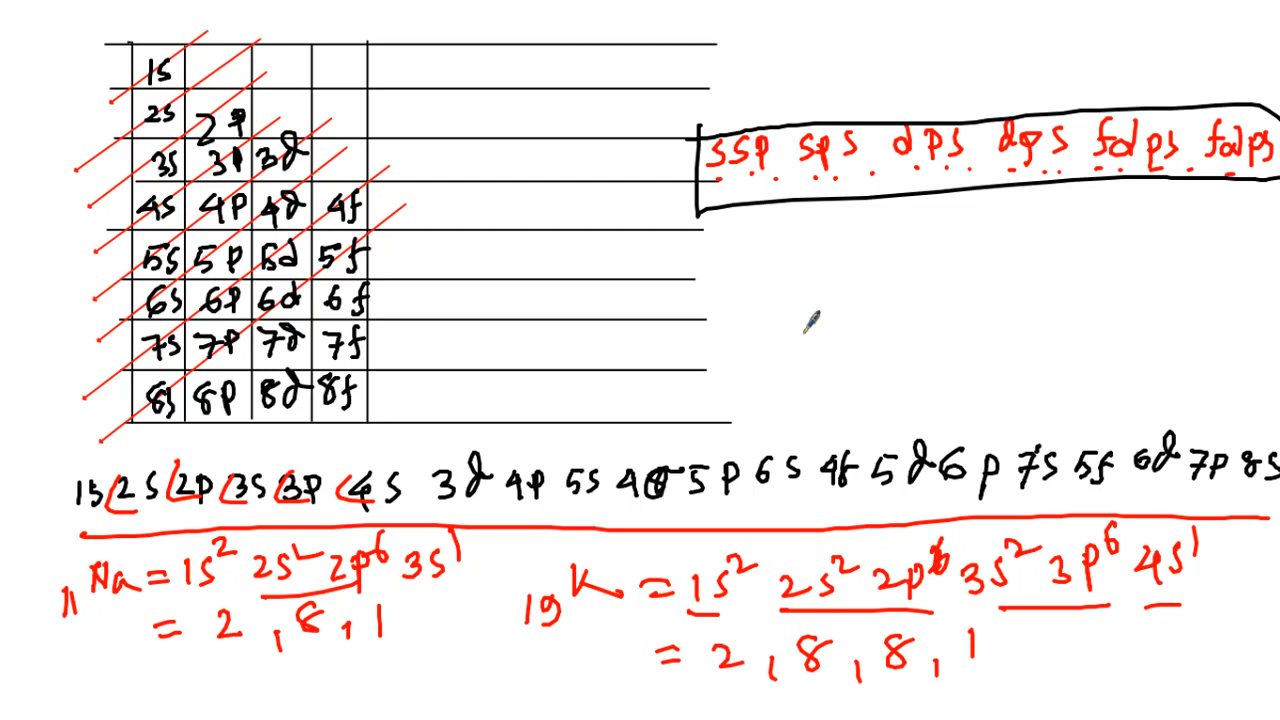 1s
2s 2p
3s 3p 3d
4s 4p 4d 4f
5s 5p 5d 5f
6s 6p 6d 6f
7s 7p 7d 7f
8s 8p 8d 8f
ssp sps dps dps fdps fdps
1s 2s 2p 3s 3p 4s 3d 4p 5s 4d 5p 6s 4f 5d 6p 7s 5f 6d 7p 8s
₁₁Na = 1s² 2s² 2p⁶ 3s¹
= 2, 8, 1
₁₉K = 1s² 2s² 2p⁶ 3s² 3p⁶ 4s¹
= 2, 8, 8, 1